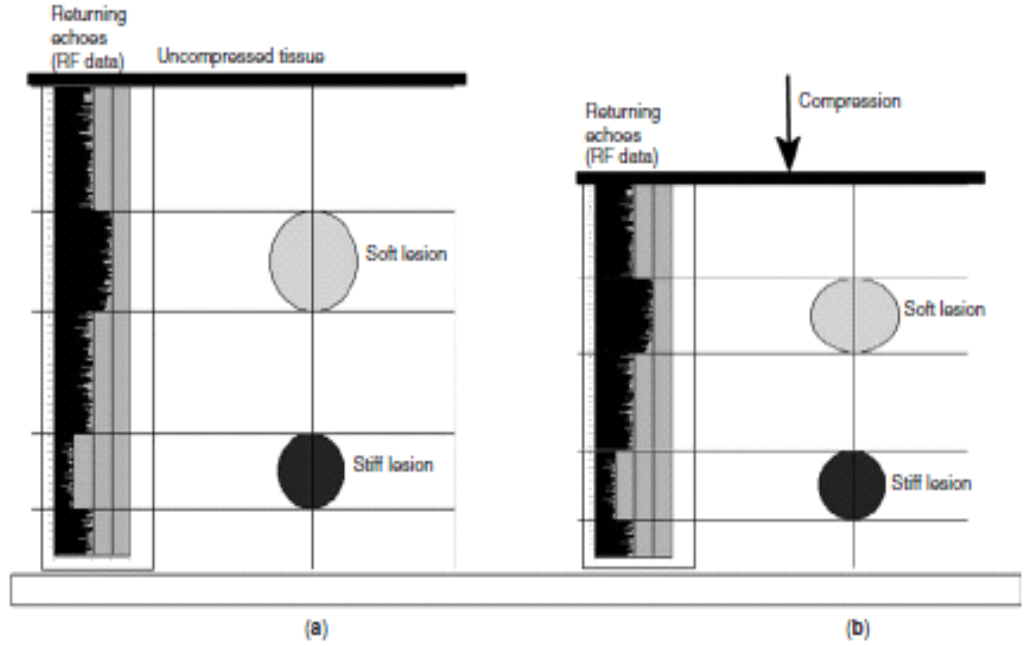 Returning
echoes
(RF data)
Uncompressed tissue
Soft lesion
Stiff lesion
(a)
Compression
Returning
echoes
(RF data)
Soft lesion
Stiff lesion
(b)